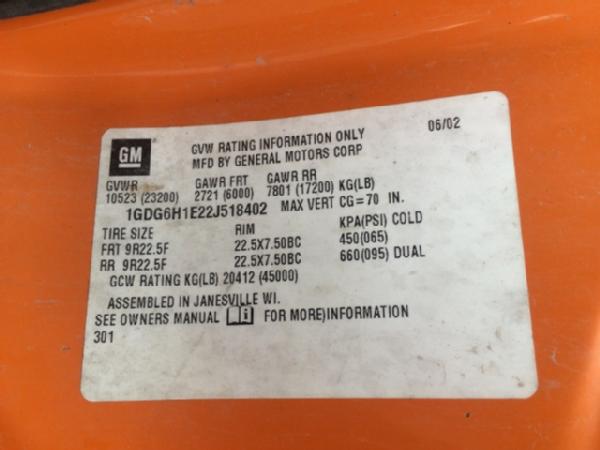 GM
GVW RATING INFORMATION ONLY 06/02
MFD BY GENERAL MOTORS CORP
GVWR GAWR FRT GAWR RR
10523 (23200) 2721 (6000) 7801 (17200) KG(LB)
1GDG6H1E22J518402 MAX VERT CG=70 IN.
TIRE SIZE RIM KPA(PSI) COLD
FRT 9R22.5F 22.5X7.50BC 450(065)
RR 9R22.5F 22.5X7.50BC 660(095) DUAL
GCW RATING KG(LB) 20412 (45000)
ASSEMBLED IN JANESVILLE WI.
SEE OWNERS MANUAL i FOR MORE)INFORMATION
301